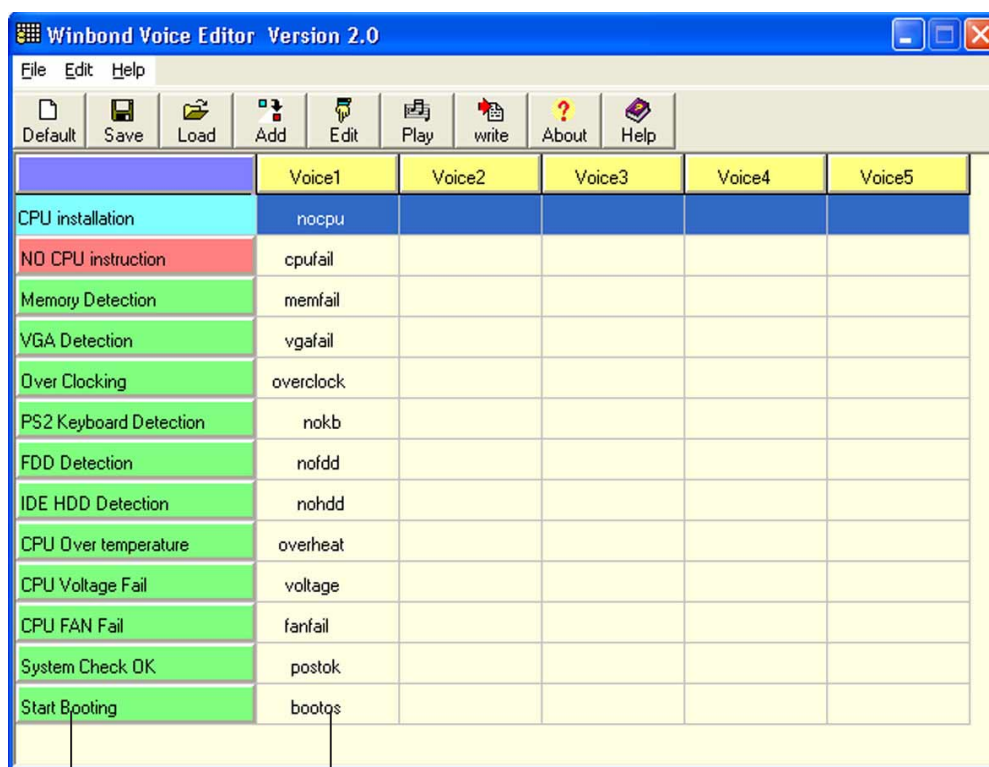 Winbond Voice Editor Version 2.0
File Edit Help
Default Save Load Add Edit Play write About Help
Voice1 Voice2 Voice3 Voice4 Voice5
CPU installation nocpu
NO CPU instruction cpufail
Memory Detection memfail
VGA Detection vgafail
Over Clocking overclock
PS2 Keyboard Detection nokb
FDD Detection nofdd
IDE HDD Detection nohdd
CPU Over temperature overheat
CPU Voltage Fail voltage
CPU FAN Fail fanfail
System Check OK postok
Start Booting bootos